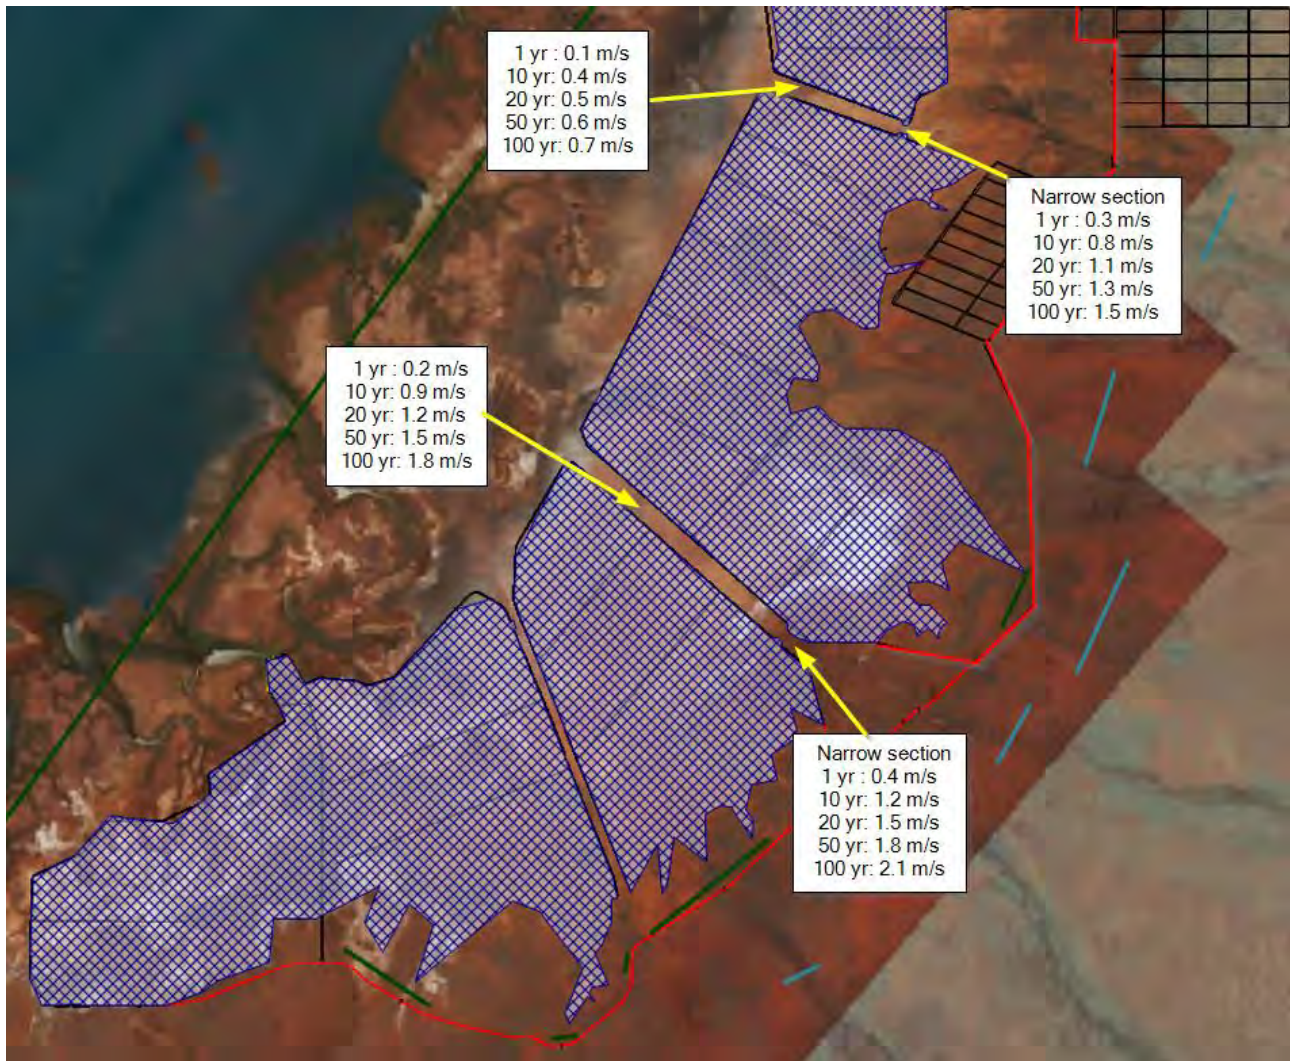 1 yr : 0.1 m/s
10 yr: 0.4 m/s
20 yr: 0.5 m/s
50 yr: 0.6 m/s
100 yr: 0.7 m/s
Narrow section
1 yr : 0.3 m/s
10 yr: 0.8 m/s
20 yr: 1.1 m/s
50 yr: 1.3 m/s
100 yr: 1.5 m/s
1 yr : 0.2 m/s
10 yr: 0.9 m/s
20 yr: 1.2 m/s
50 yr: 1.5 m/s
100 yr: 1.8 m/s
Narrow section
1 yr : 0.4 m/s
10 yr: 1.2 m/s
20 yr: 1.5 m/s
50 yr: 1.8 m/s
100 yr: 2.1 m/s